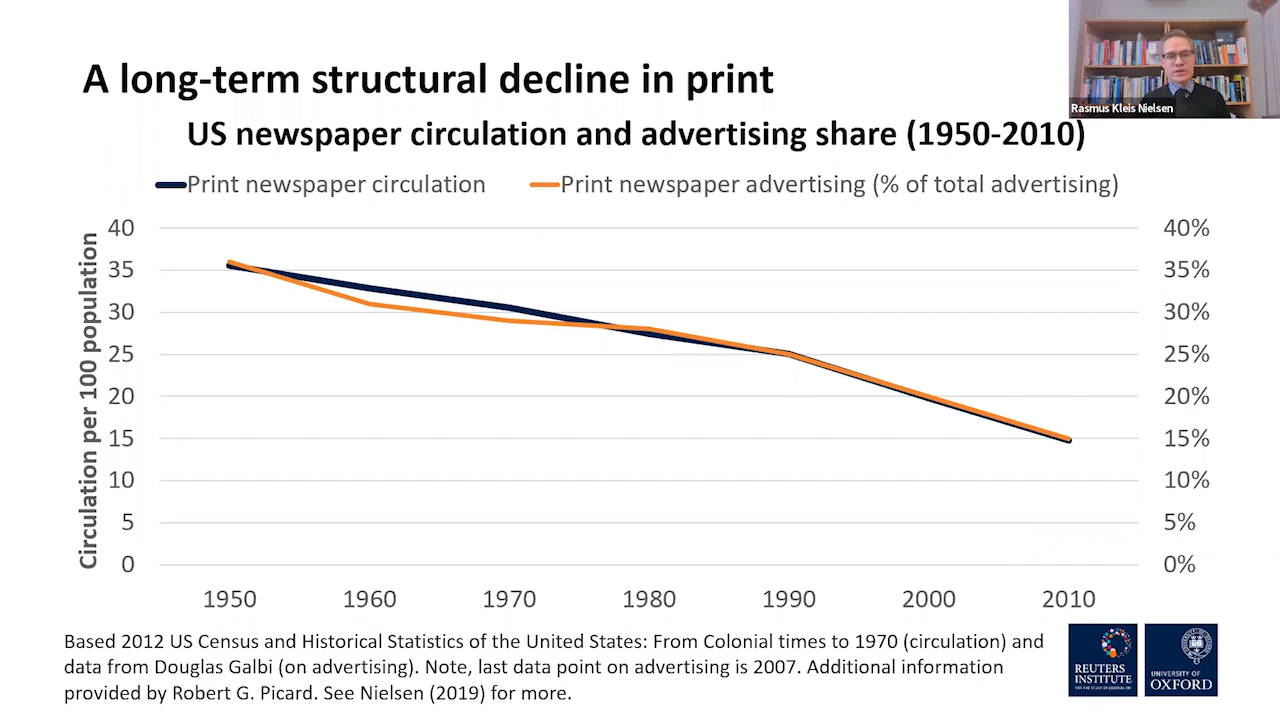 A long-term structural decline in print
Rasmus Kleis Nielsen
US newspaper circulation and advertising share (1950-2010)
Print newspaper circulation
Print newspaper advertising (% of total advertising)
Circulation per 100 population
40
35
30
25
20
15
10
5
0
40%
35%
30%
25%
20%
15%
10%
5%
0%
1950 1960 1970 1980 1990 2000 2010
Based 2012 US Census and Historical Statistics of the United States: From Colonial times to 1970 (circulation) and
data from Douglas Galbi (on advertising). Note, last data point on advertising is 2007. Additional information
provided by Robert G. Picard. See Nielsen (2019) for more.
REUTERS
INSTITUTE
FOR THE STUDY OF JOURNALISM
UNIVERSITY OF
OXFORD